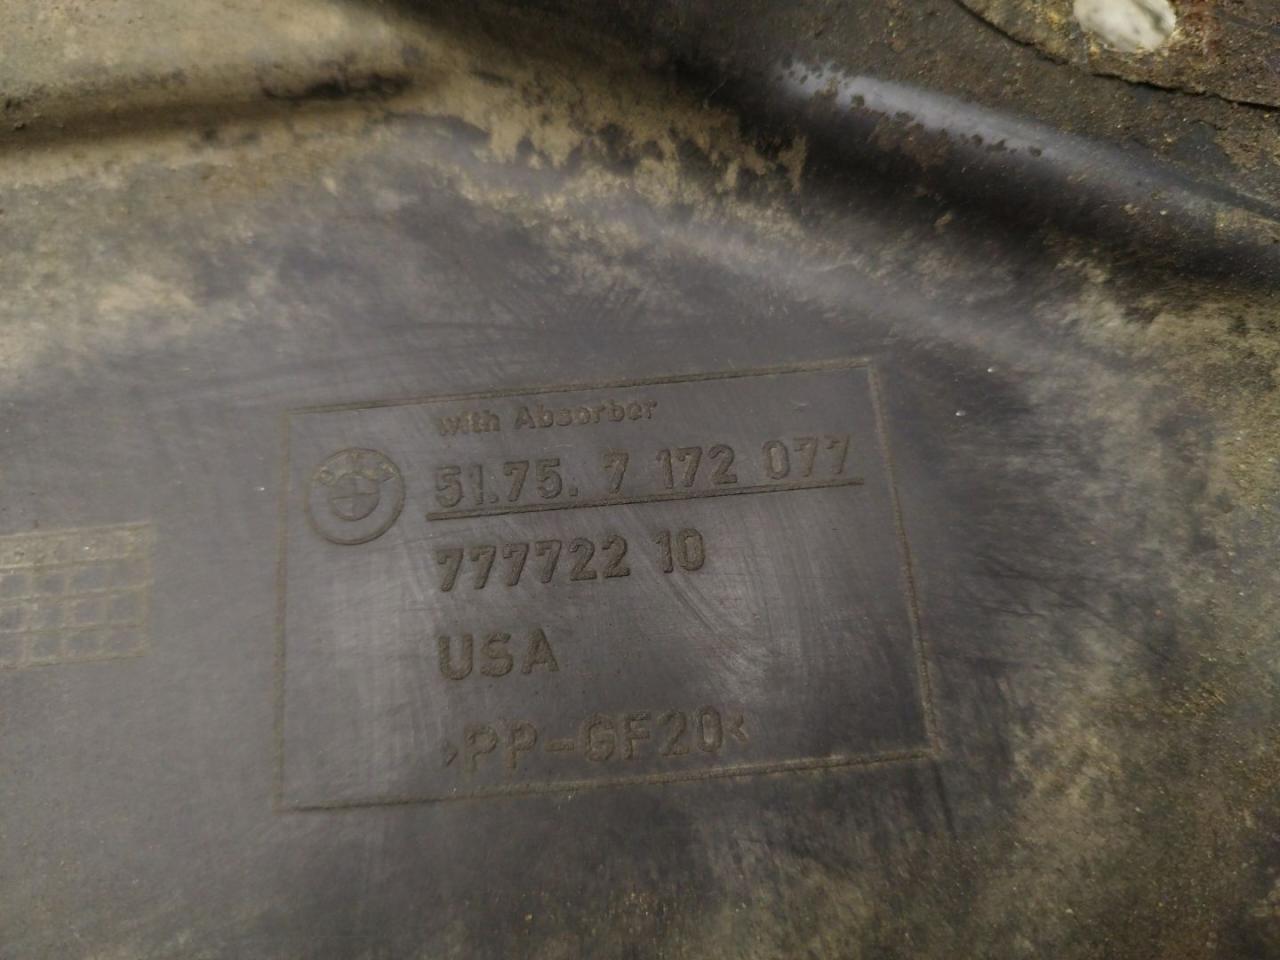 with Absorber
51.75. 7 172 077
777722 10
USA
>PP-GF20<